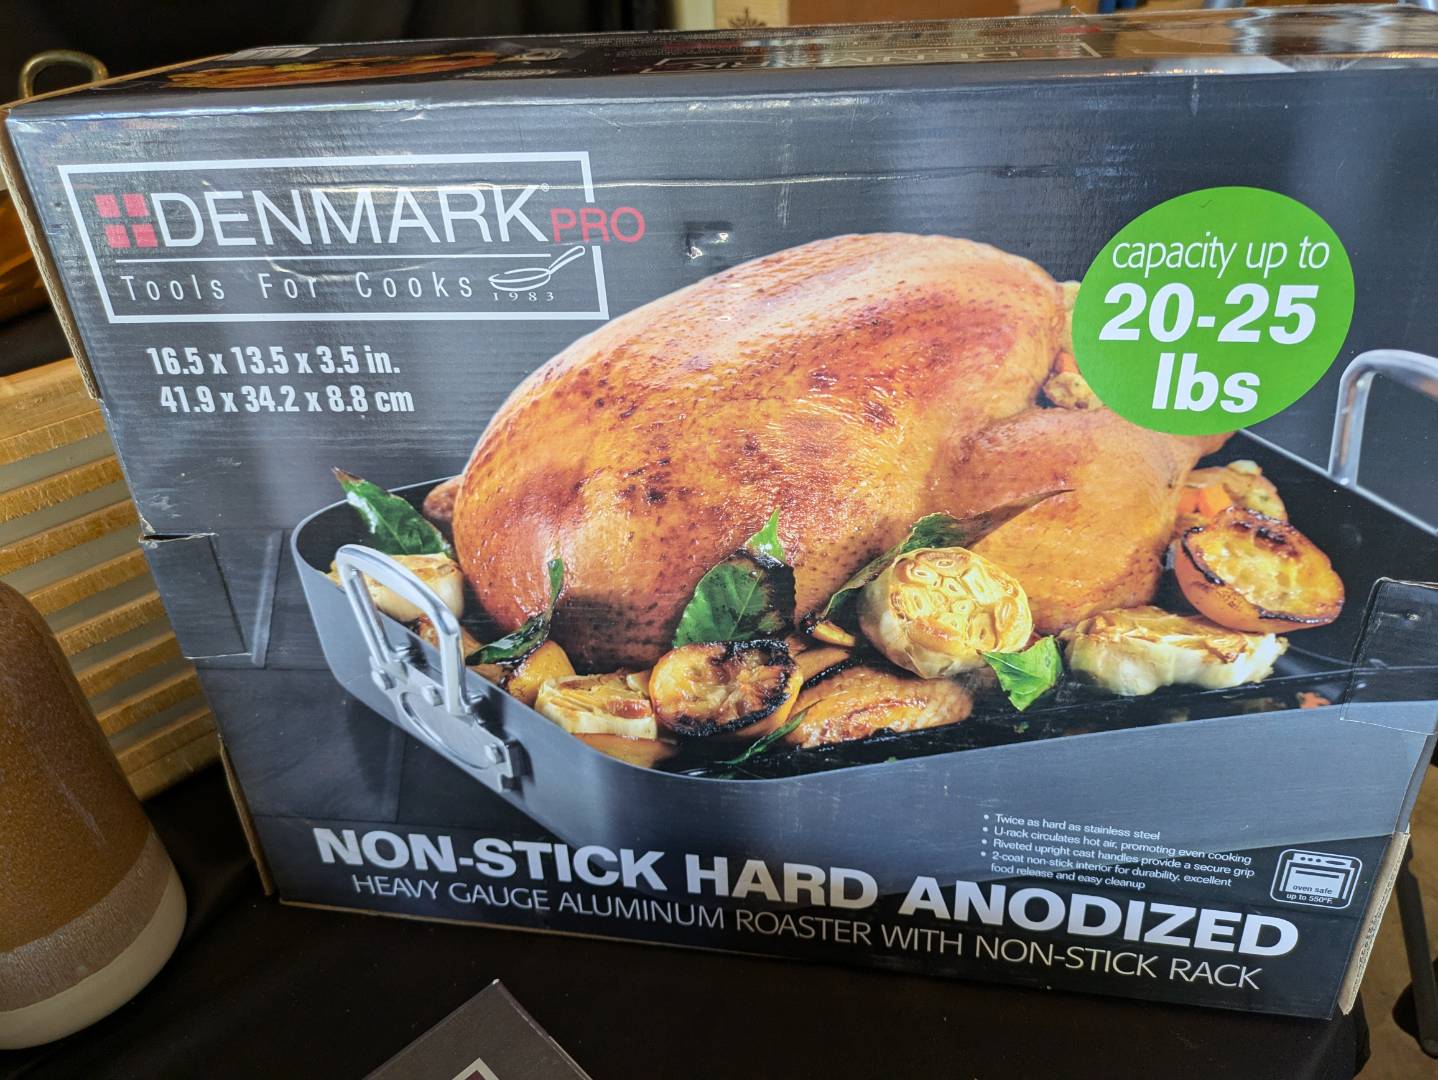 DENMARK® PRO
Tools For Cooks
1983
16.5 x 13.5 x 3.5 in.
41.9 x 34.2 x 8.8 cm
capacity up to
20-25
lbs
• Twice as hard as stainless steel
• U-rack circulates hot air, promoting even cooking
• Riveted upright cast handles provide a secure grip
• 2-coat non-stick interior for durability, excellent
food release and easy cleanup
oven safe
up to 550°F.
NON-STICK HARD ANODIZED
HEAVY GAUGE ALUMINUM ROASTER WITH NON-STICK RACK